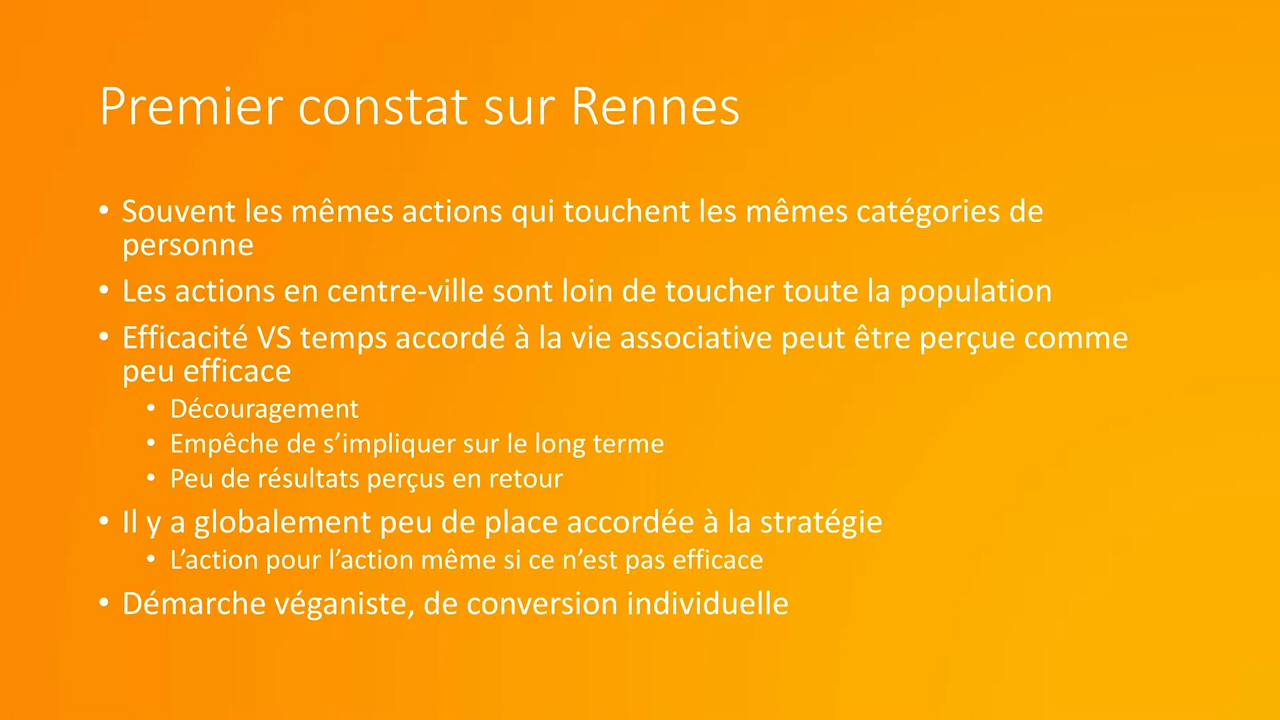 Premier constat sur Rennes
• Souvent les mêmes actions qui touchent les mêmes catégories de
personne
• Les actions en centre-ville sont loin de toucher toute la population
• Efficacité VS temps accordé à la vie associative peut être perçue comme
peu efficace
• Découragement
• Empêche de s’impliquer sur le long terme
• Peu de résultats perçus en retour
• Il y a globalement peu de place accordée à la stratégie
• L’action pour l’action même si ce n’est pas efficace
• Démarche véganiste, de conversion individuelle